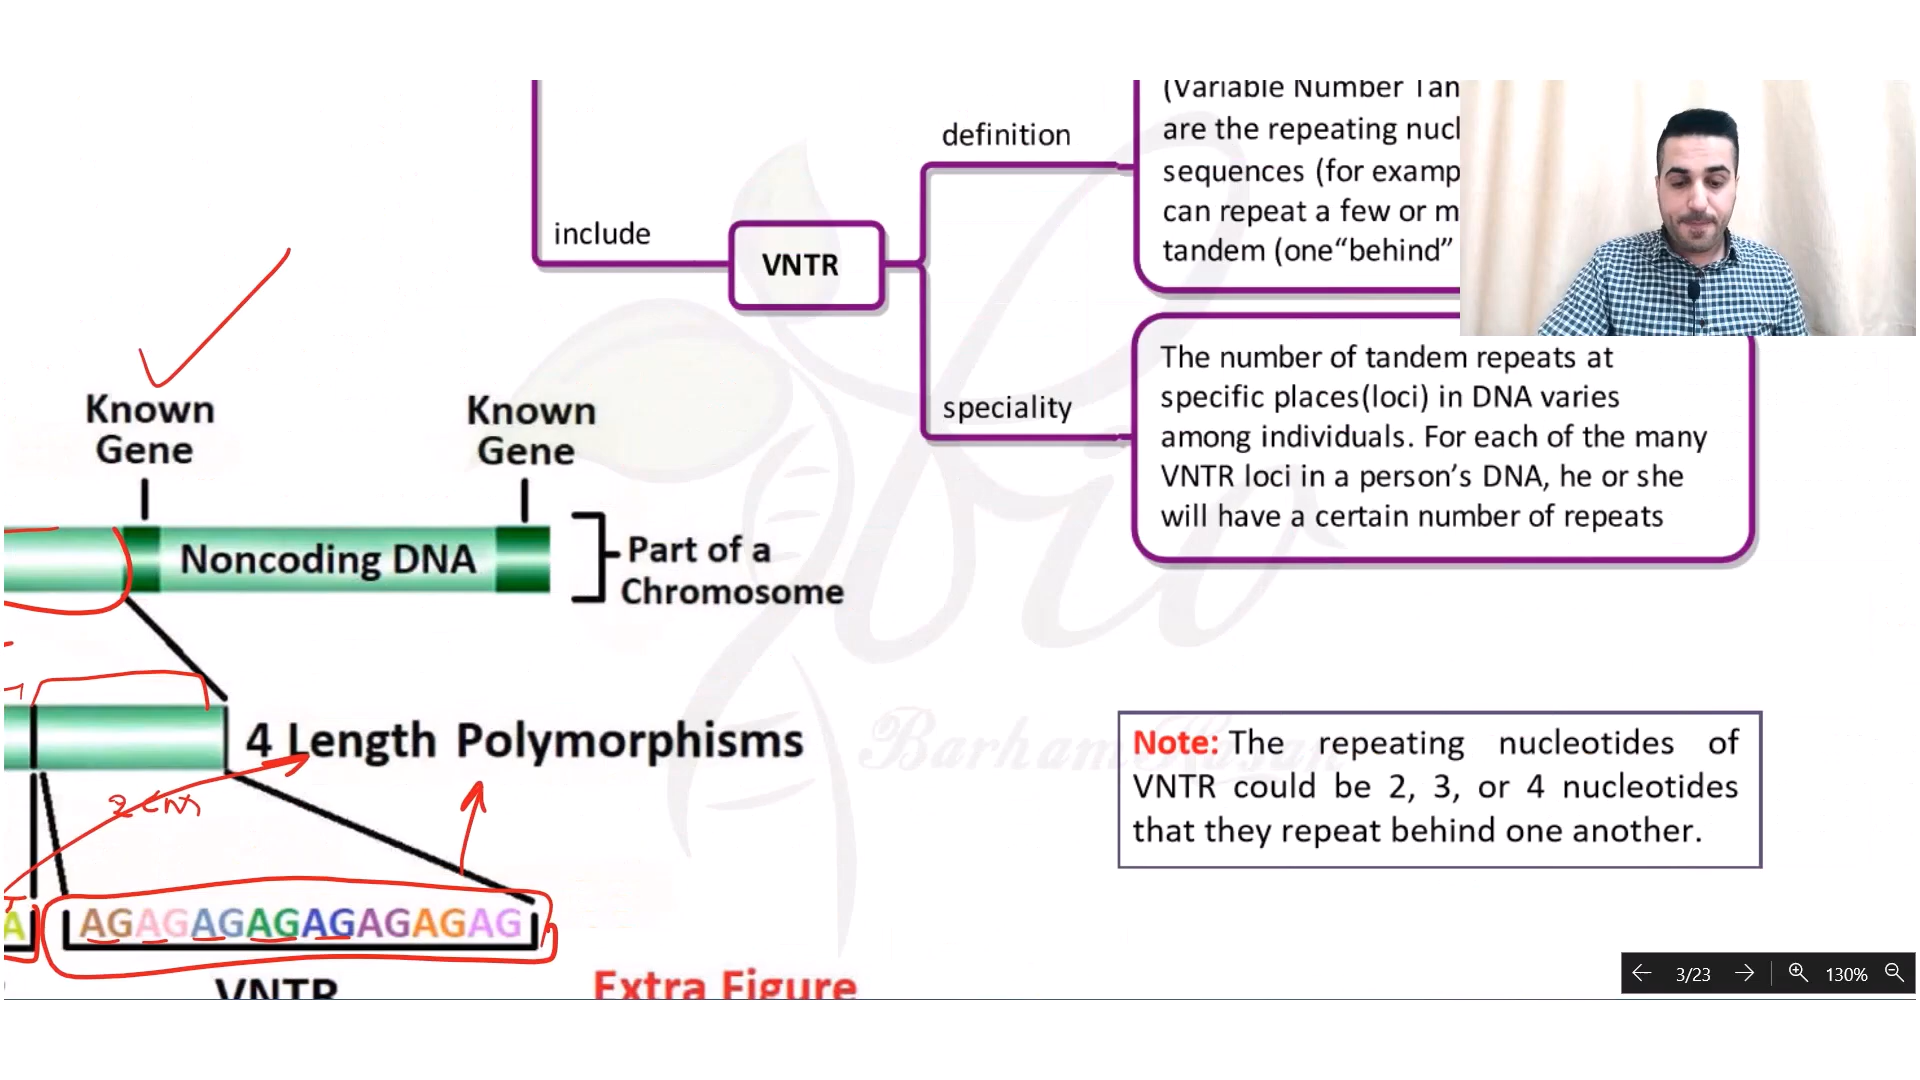 (Variable Number Tan
definition
are the repeating nucl
sequences (for examp
can repeat a few or m
tandem (one“behind”
include
VNTR
The number of tandem repeats at
specific places(loci) in DNA varies
among individuals. For each of the many
VNTR loci in a person’s DNA, he or she
will have a certain number of repeats
speciality
Known
Gene
Known
Gene
Noncoding DNA
Part of a
Chromosome
4 Length Polymorphisms
Barham Hasan
Note: The repeating nucleotides of
VNTR could be 2, 3, or 4 nucleotides
that they repeat behind one another.
A
AGAGAGAGAGAGAGAG
VNTR
Extra Figure
3/23
130%